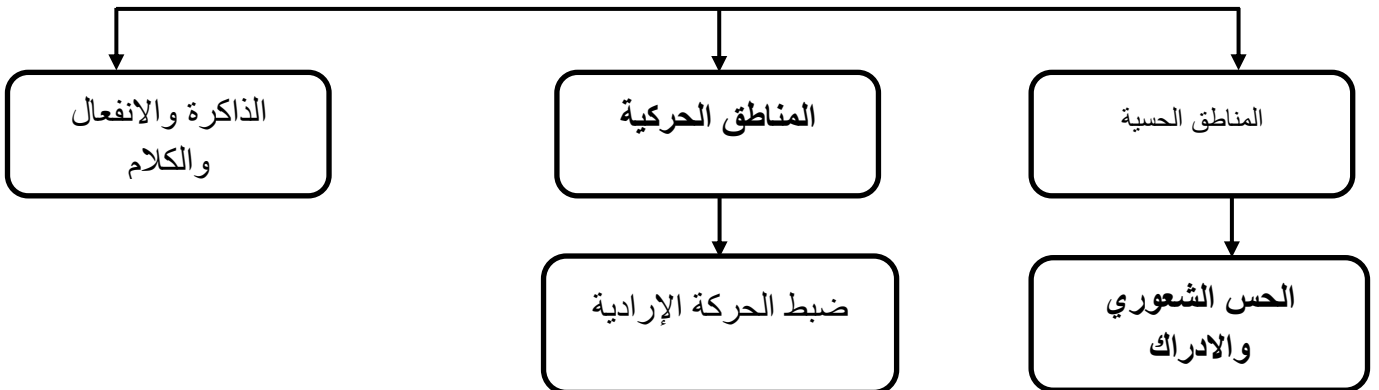 المناطق الحسية
المناطق الحركية
الذاكرة والانفعال
والكلام
الحس الشعوري
والادراك
ضبط الحركة الإرادية